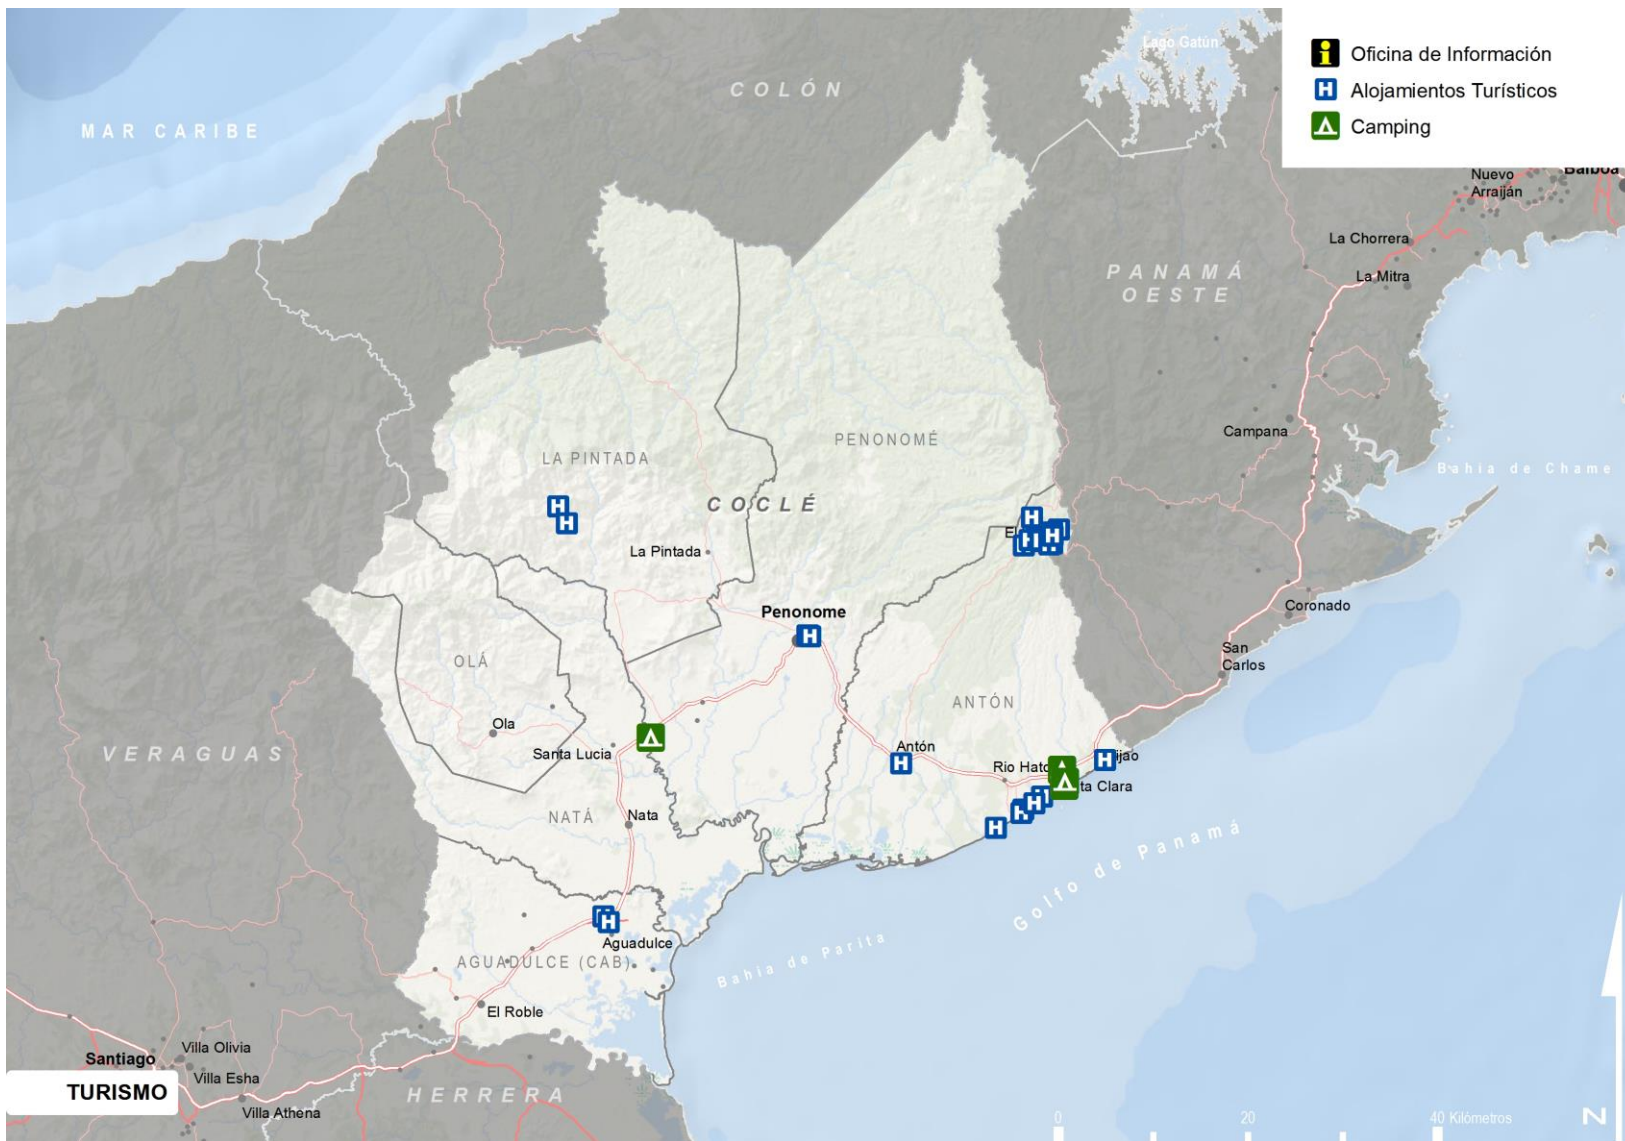 Lago Gatún
Oficina de Información
Alojamientos Turísticos
Camping
COLÓN
MAR CARIBE
Balboa
Nuevo
Arraiján
La Chorrera
PANAMÁ
OESTE
La Mitra
Campana
PENONOMÉ
LA PINTADA
Bahia de Chame
COCLÉ
El
La Pintada
Coronado
Penonome
San
Carlos
OLÁ
ANTÓN
Ola
Santa Lucia
Antón
VERAGUAS
Rio Hato
ijao
ta Clara
NATÁ
Nata
Golfo de Panamá
Aguadulce
Bahia de Parita
AGUADULCE (CAB)
El Roble
Villa Olivia
Santiago
Villa Esha
TURISMO
HERRERA
Villa Athena
0
20
40 Kilómetros
N